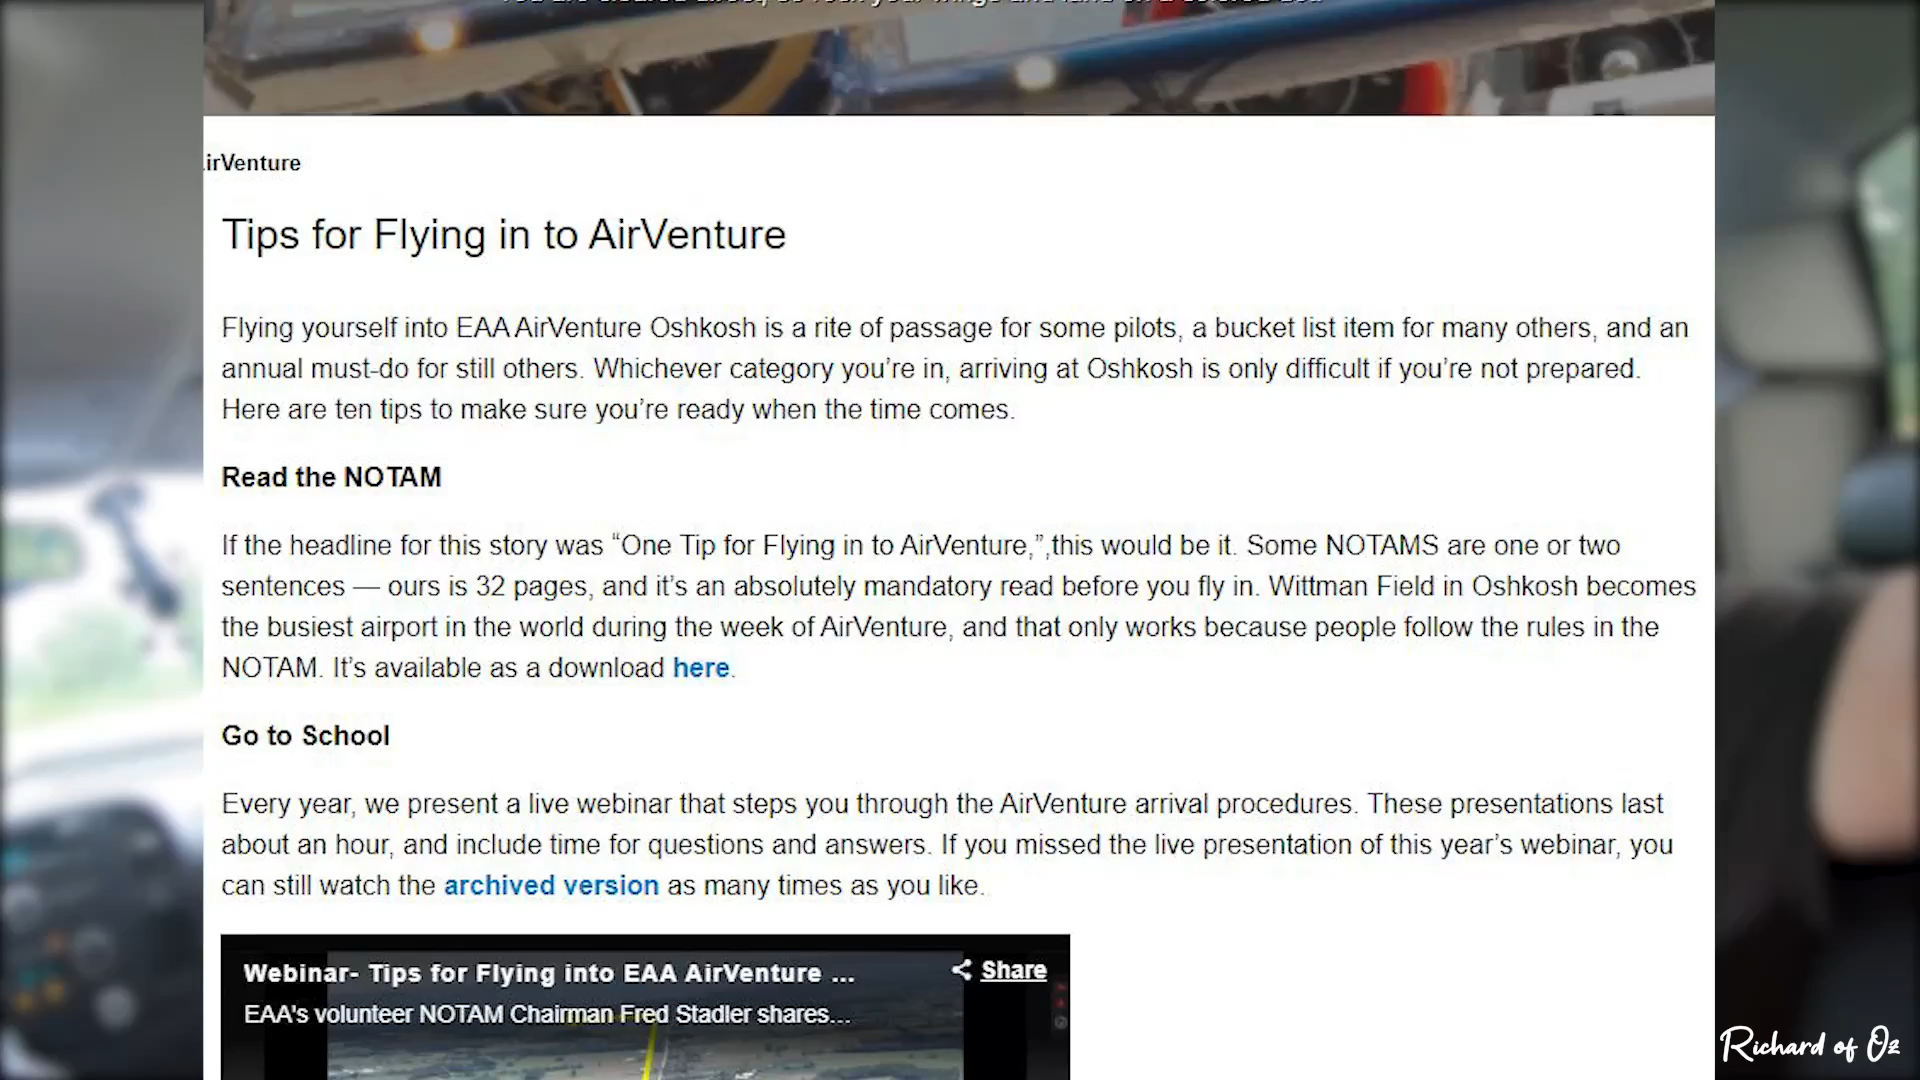 irVenture
Tips for Flying in to AirVenture
Flying yourself into EAA AirVenture Oshkosh is a rite of passage for some pilots, a bucket list item for many others, and an
annual must-do for still others. Whichever category you’re in, arriving at Oshkosh is only difficult if you’re not prepared.
Here are ten tips to make sure you’re ready when the time comes.
Read the NOTAM
If the headline for this story was “One Tip for Flying in to AirVenture,”,this would be it. Some NOTAMS are one or two
sentences — ours is 32 pages, and it’s an absolutely mandatory read before you fly in. Wittman Field in Oshkosh becomes
the busiest airport in the world during the week of AirVenture, and that only works because people follow the rules in the
NOTAM. It’s available as a download here.
Go to School
Every year, we present a live webinar that steps you through the AirVenture arrival procedures. These presentations last
about an hour, and include time for questions and answers. If you missed the live presentation of this year’s webinar, you
can still watch the archived version as many times as you like.
Webinar- Tips for Flying into EAA AirVenture ...
Share
EAA's volunteer NOTAM Chairman Fred Stadler shares...
Richard of Oz